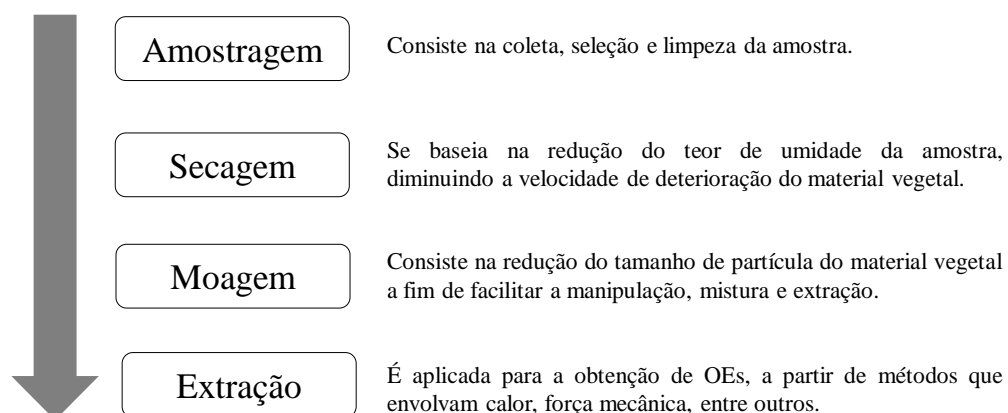 Amostragem
Consiste na coleta, seleção e limpeza da amostra.
Secagem
Se baseia na redução do teor de umidade da amostra,
diminuindo a velocidade de deterioração do material vegetal.
Moagem
Consiste na redução do tamanho de partícula do material vegetal
a fim de facilitar a manipulação, mistura e extração.
Extração
É aplicada para a obtenção de OEs, a partir de métodos que
envolvam calor, força mecânica, entre outros.